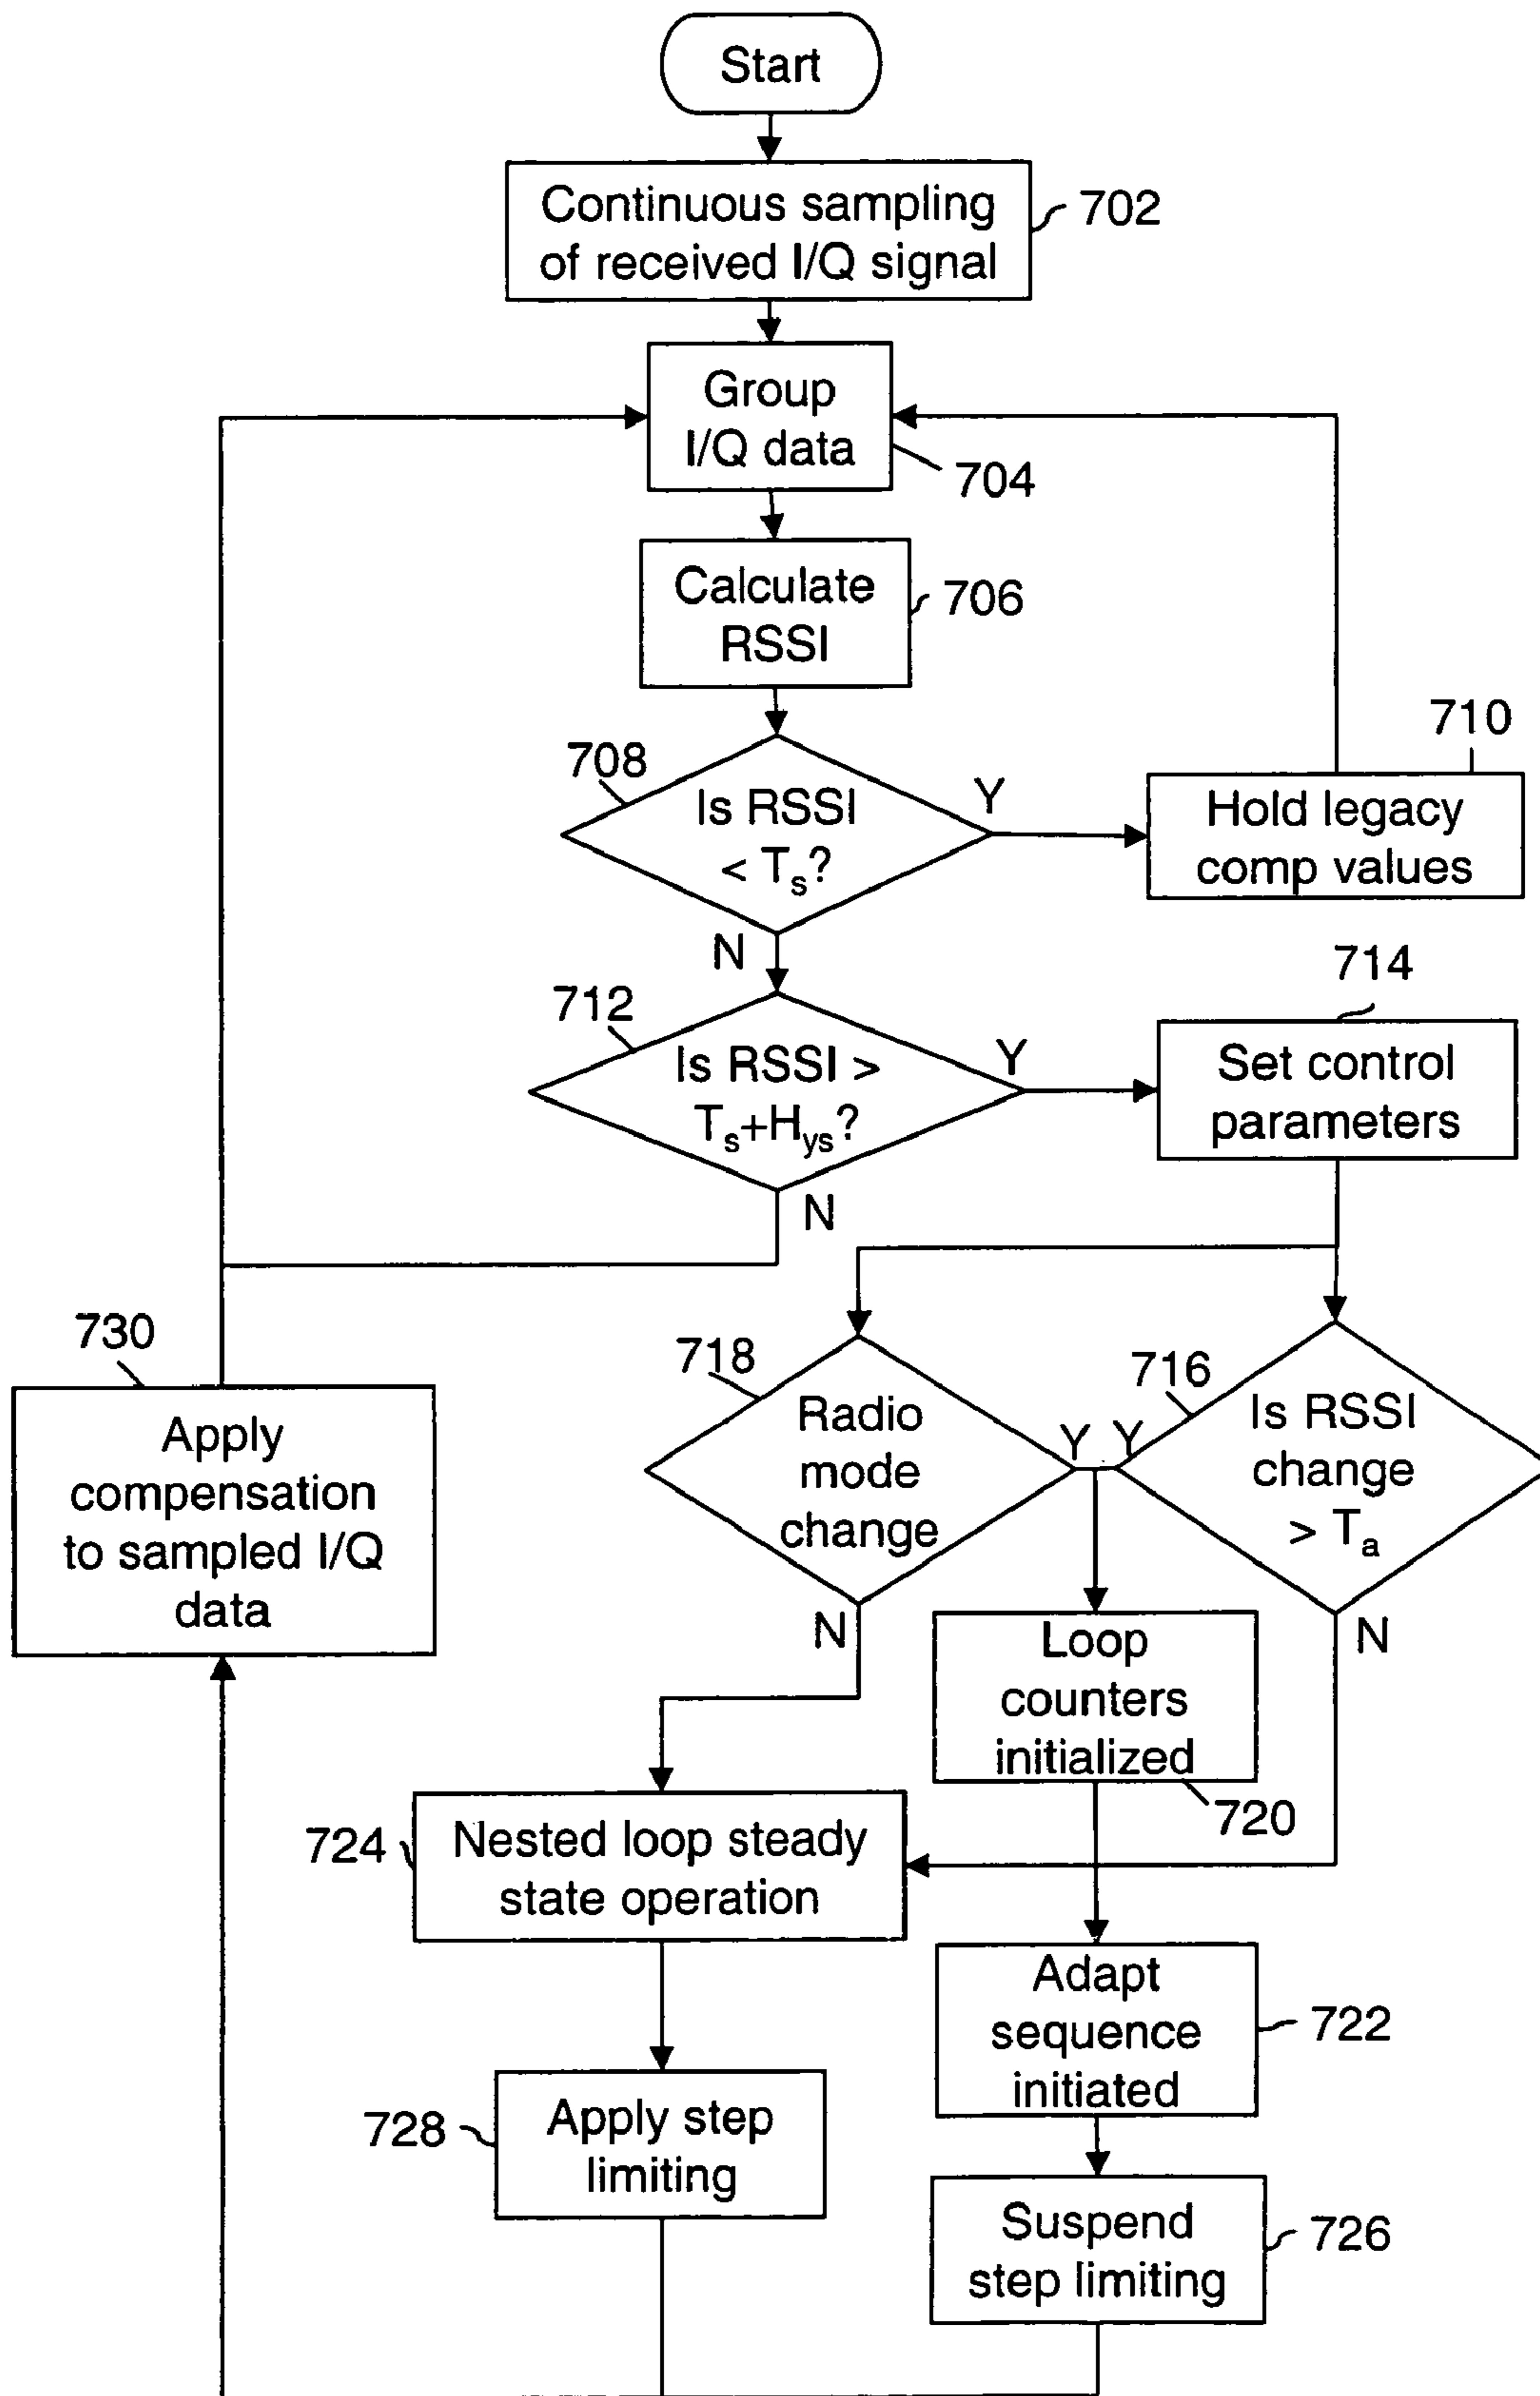 Start
Continuous sampling
of received I/Q signal
702
Group
I/Q data
704
Calculate
RSSI
706
708
Is RSSI
< Ts?
Y
N
710
Hold legacy
comp values
712
Is RSSI >
Ts+Hys?
Y
N
714
Set control
parameters
730
Apply
compensation
to sampled I/Q
data
718
Radio
mode
change
Y
N
716
Is RSSI
change
> Ta
Y
N
Loop
counters
initialized
720
724
Nested loop steady
state operation
Adapt
sequence
initiated
722
728
Apply step
limiting
Suspend
step limiting
726